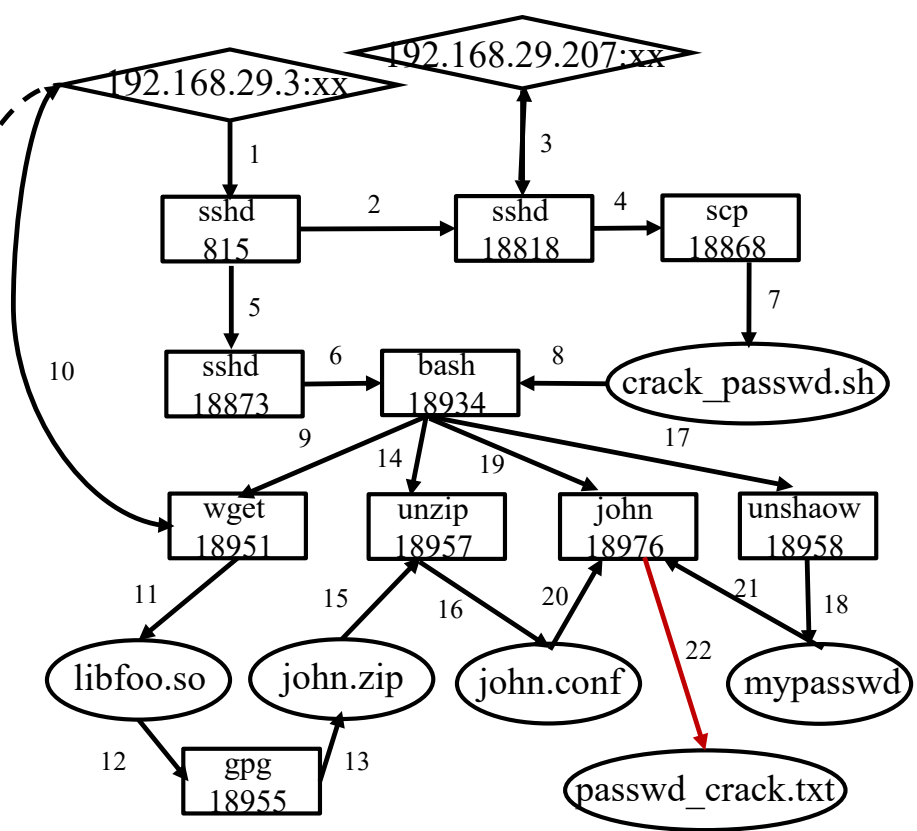 192.168.29.3:xx
192.168.29.207:xx
1
3
sshd
815
2
sshd
18818
4
scp
18868
5
7
sshd
18873
6
bash
18934
8
crack_passwd.sh
10
9
14
19
17
wget
18951
unzip
18957
john
18976
unshaow
18958
11
15
16
20
21
18
libfoo.so
john.zip
john.conf
22
mypasswd
12
gpg
18955
13
passwd_crack.txt